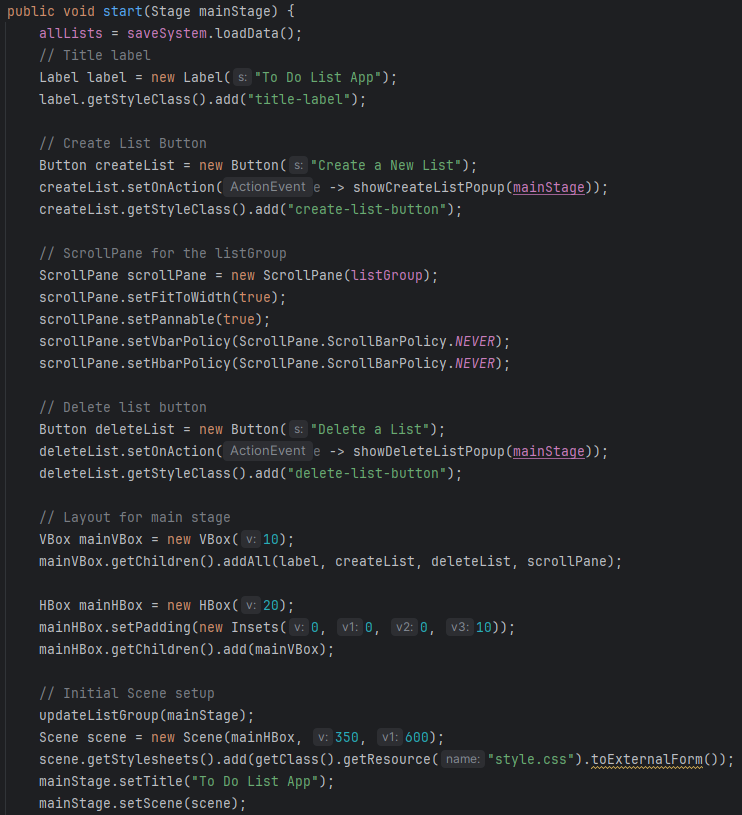 public void start(Stage mainStage) {
allLists = saveSystem.loadData();
// Title label
Label label = new Label( s: "To Do List App");
label.getStyleClass().add("title-label");
// Create List Button
Button createList = new Button( s: "Create a New List");
createList.setOnAction( ActionEvent e -> showCreateListPopup(mainStage));
createList.getStyleClass().add("create-list-button");
// ScrollPane for the listGroup
ScrollPane scrollPane = new ScrollPane(listGroup);
scrollPane.setFitToWidth(true);
scrollPane.setPannable(true);
scrollPane.setVbarPolicy(ScrollPane.ScrollBarPolicy.NEVER);
scrollPane.setHbarPolicy(ScrollPane.ScrollBarPolicy.NEVER);
// Delete list button
Button deleteList = new Button( s: "Delete a List");
deleteList.setOnAction( ActionEvent e -> showDeleteListPopup(mainStage));
deleteList.getStyleClass().add("delete-list-button");
// Layout for main stage
VBox mainVBox = new VBox( v: 10);
mainVBox.getChildren().addAll(label, createList, deleteList, scrollPane);
HBox mainHBox = new HBox( v: 20);
mainHBox.setPadding(new Insets( v: 0, v1: 0, v2: 0, v3: 10));
mainHBox.getChildren().add(mainVBox);
// Initial Scene setup
updateListGroup(mainStage);
Scene scene = new Scene(mainHBox, v: 350, v1: 600);
scene.getStylesheets().add(getClass().getResource( name: "style.css").toExternalForm());
mainStage.setTitle("To Do List App");
mainStage.setScene(scene);